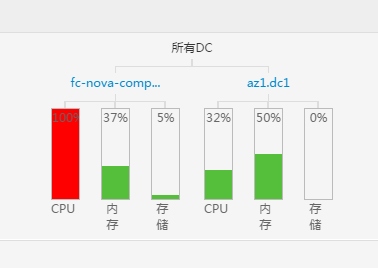 所有DC
fc-nova-comp... az1.dc1
100% 37% 5% 32% 50% 0%
CPU 内存 存储 CPU 内存 存储